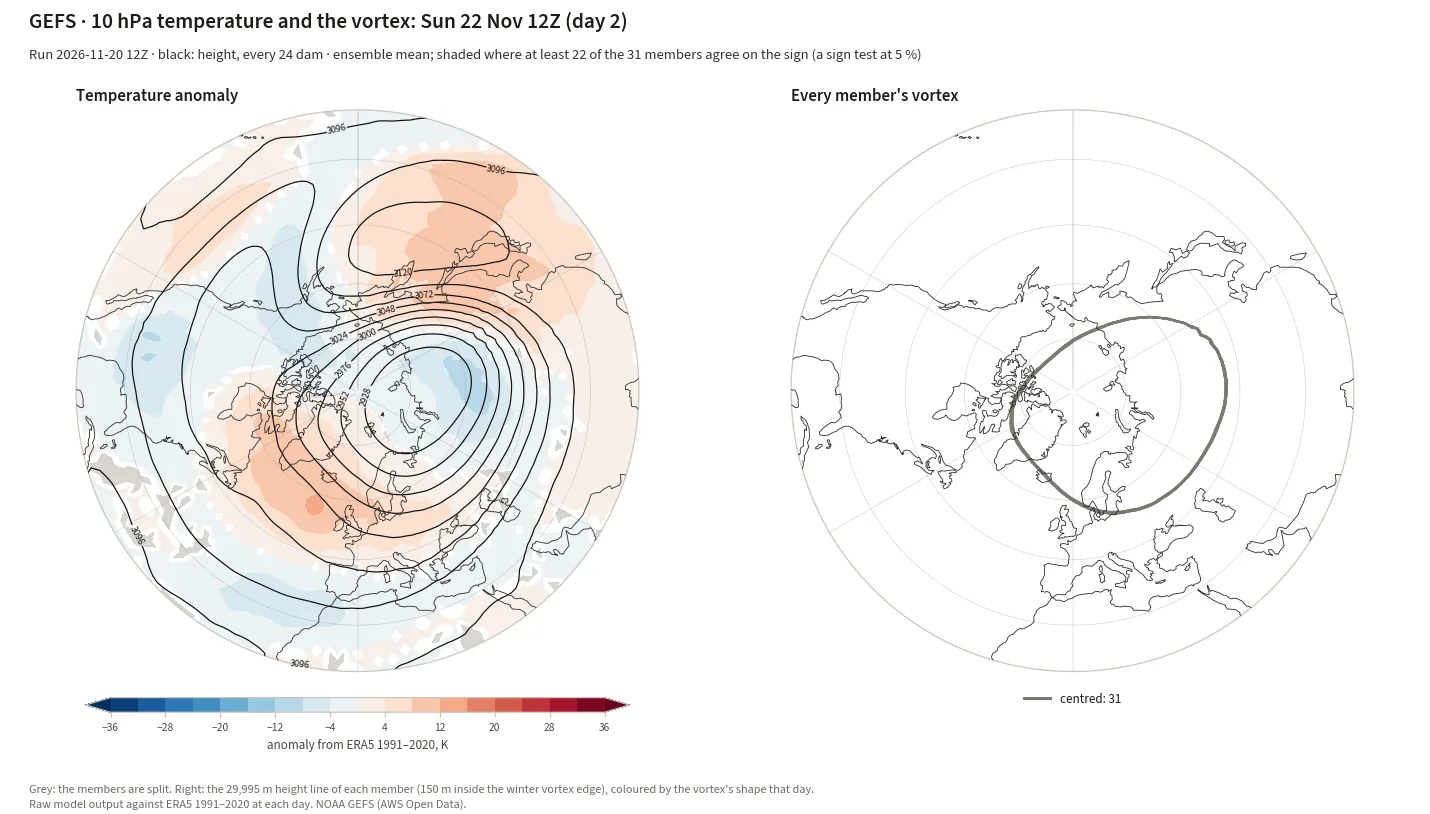 GEFS · 10 hPa temperature and the vortex: Sun 22 Nov 12Z (day 2)
Run 2026-11-20 12Z · black: height, every 24 dam · ensemble mean; shaded where at least 22 of the 31 members agree on the sign (a sign test at 5 %)
Temperature anomaly
Every member's vortex
3096
3096
3120
3072
3048
3024
3000
2976
2952
2928
3096
3096
centred: 31
−36
−28
−20
−12
−4
4
12
20
28
36
anomaly from ERA5 1991–2020, K
Grey: the members are split. Right: the 29,995 m height line of each member (150 m inside the winter vortex edge), coloured by the vortex's shape that day.
Raw model output against ERA5 1991–2020 at each day. NOAA GEFS (AWS Open Data).